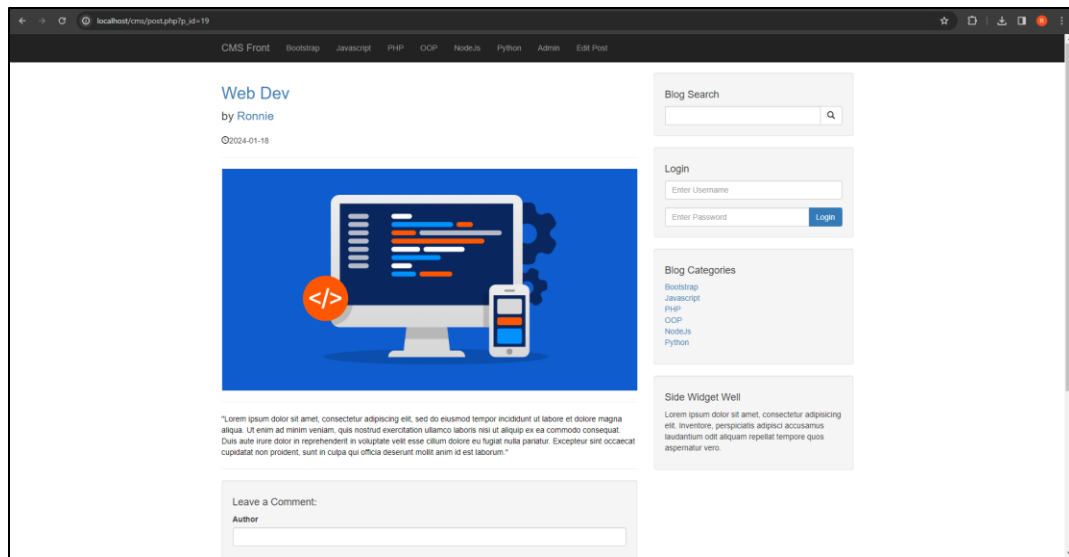 localhost/cms/post.php?p_id=19
CMS Front Bootstrap Javascript PHP OOP NodeJs Python Admin Edit Post
Web Dev
by Ronnie
2024-01-18
</>
"Lorem ipsum dolor sit amet, consectetur adipiscing elit, sed do eiusmod tempor incididunt ut labore et dolore magna
aliqua. Ut enim ad minim veniam, quis nostrud exercitation ullamco laboris nisi ut aliquip ex ea commodo consequat.
Duis aute irure dolor in reprehenderit in voluptate velit esse cillum dolore eu fugiat nulla pariatur. Excepteur sint occaecat
cupidatat non proident, sunt in culpa qui officia deserunt mollit anim id est laborum."
Leave a Comment:
Author
Blog Search
Login
Enter Username
Enter Password Login
Blog Categories
Bootstrap
Javascript
PHP
OOP
NodeJs
Python
Side Widget Well
Lorem ipsum dolor sit amet, consectetur adipisicing
elit. Inventore, perspiciatis adipisci accusamus
laudantium odit aliquam repellat tempore quos
aspernatur vero.